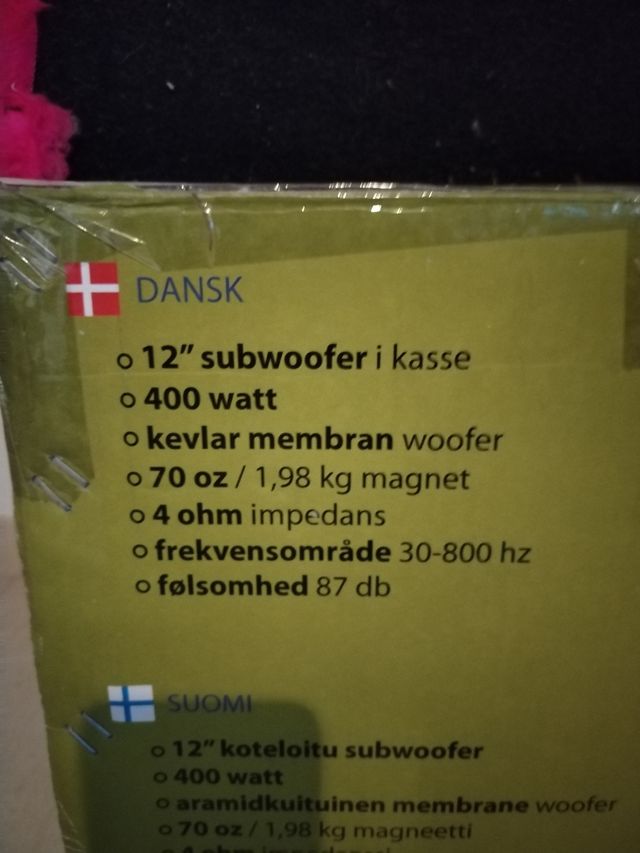 DANSK
12” subwoofer i kasse
400 watt
kevlar membran woofer
70 oz / 1,98 kg magnet
4 ohm impedans
frekvensområde 30-800 hz
følsomhed 87 db
SUOMI
12” koteloitu subwoofer
400 watt
aramidkuituinen membrane woofer
70 oz / 1,98 kg magneetti
4 ohm